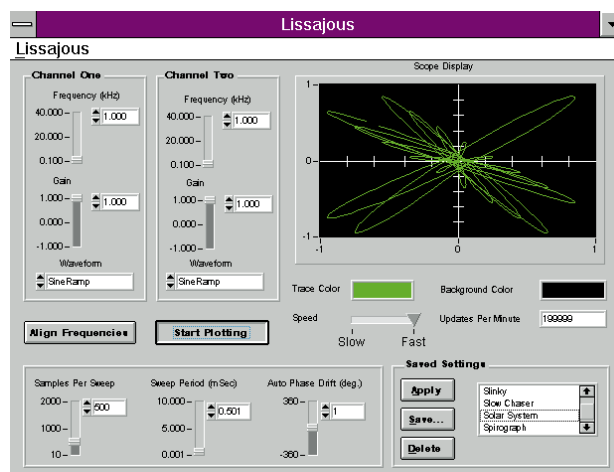 Lissajous
Lissajous
Channel One
Frequency (kHz)
40.000
1.000
20.000
0.100
Gain
1.000
1.000
0.000
-1.000
Waveform
Sine Ramp
Channel Two
Frequency (kHz)
40.000
1.000
20.000
0.100
Gain
1.000
1.000
0.000
-1.000
Waveform
Sine Ramp
Scope Display
1
0
-1
-1
0
1
Trace Color
Background Color
Speed
Slow
Fast
Updates Per Minute
199999
Align Frequencies
Start Plotting
Samples Per Sweep
2000
500
1000
10
Sweep Period (mSec)
10.000
0.501
5.000
0.001
Auto Phase Drift (deg.)
360
1
-360
Saved Settings
Apply
Save...
Delete
Slinky
Slow Chaser
Solar System
Spirograph